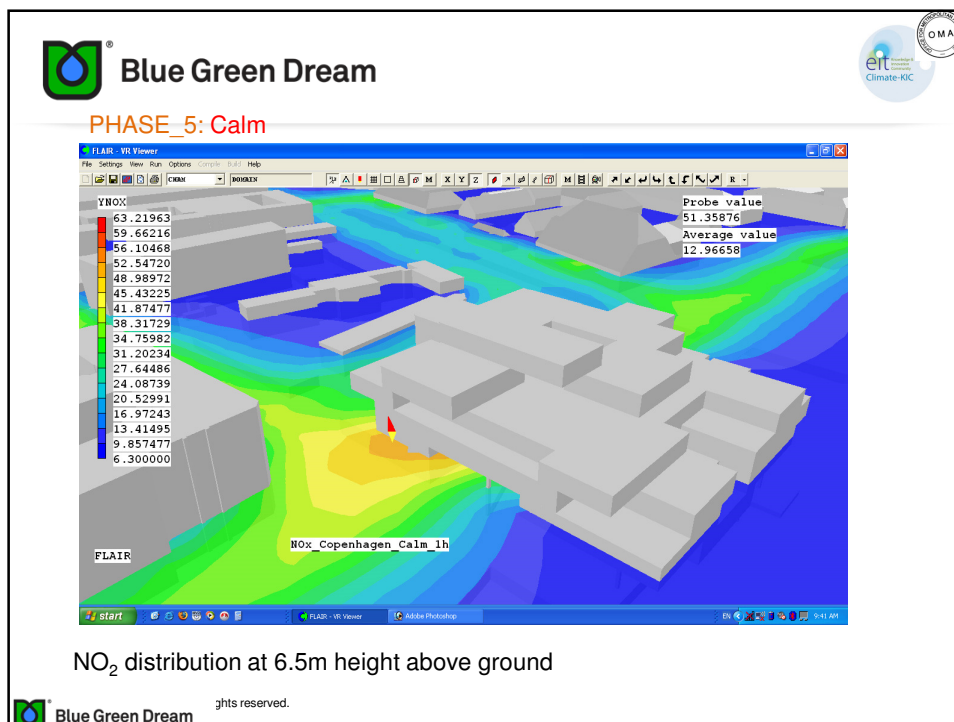 Blue Green Dream
®
OMA
eit
Climate-KIC
PHASE_5: Calm
FLAIR - VR Viewer
File Settings View Run Options Compile Build Help
CHAM DOMAIN
M X Y Z M R
YNOX
63.21963
59.66216
56.10468
52.54720
48.98972
45.43225
41.87477
38.31729
34.75982
31.20234
27.64486
24.08739
20.52991
16.97243
13.41495
9.857477
6.300000
Probe value
51.35876
Average value
12.96658
NOx_Copenhagen_Calm_1h
FLAIR
start FLAIR - VR Viewer Adobe Photoshop EN 9:41 AM
NO2 distribution at 6.5m height above ground
ghts reserved.
Blue Green Dream